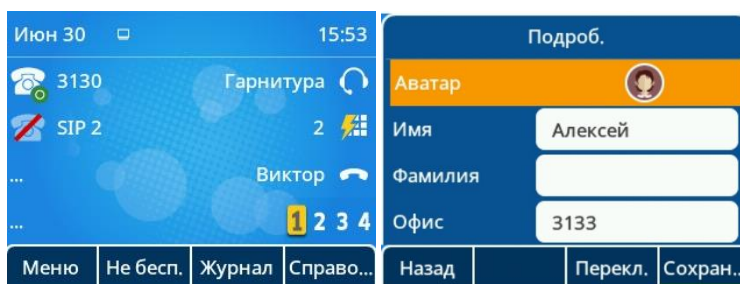 Июн 30 15:53
3130 Гарнитура
SIP 2 2
... Виктор
... 1 2 3 4
Меню Не бесп. Журнал Справо...
Подроб.
Аватар
Имя Алексей
Фамилия
Офис 3133
Назад Перекл. Сохран..